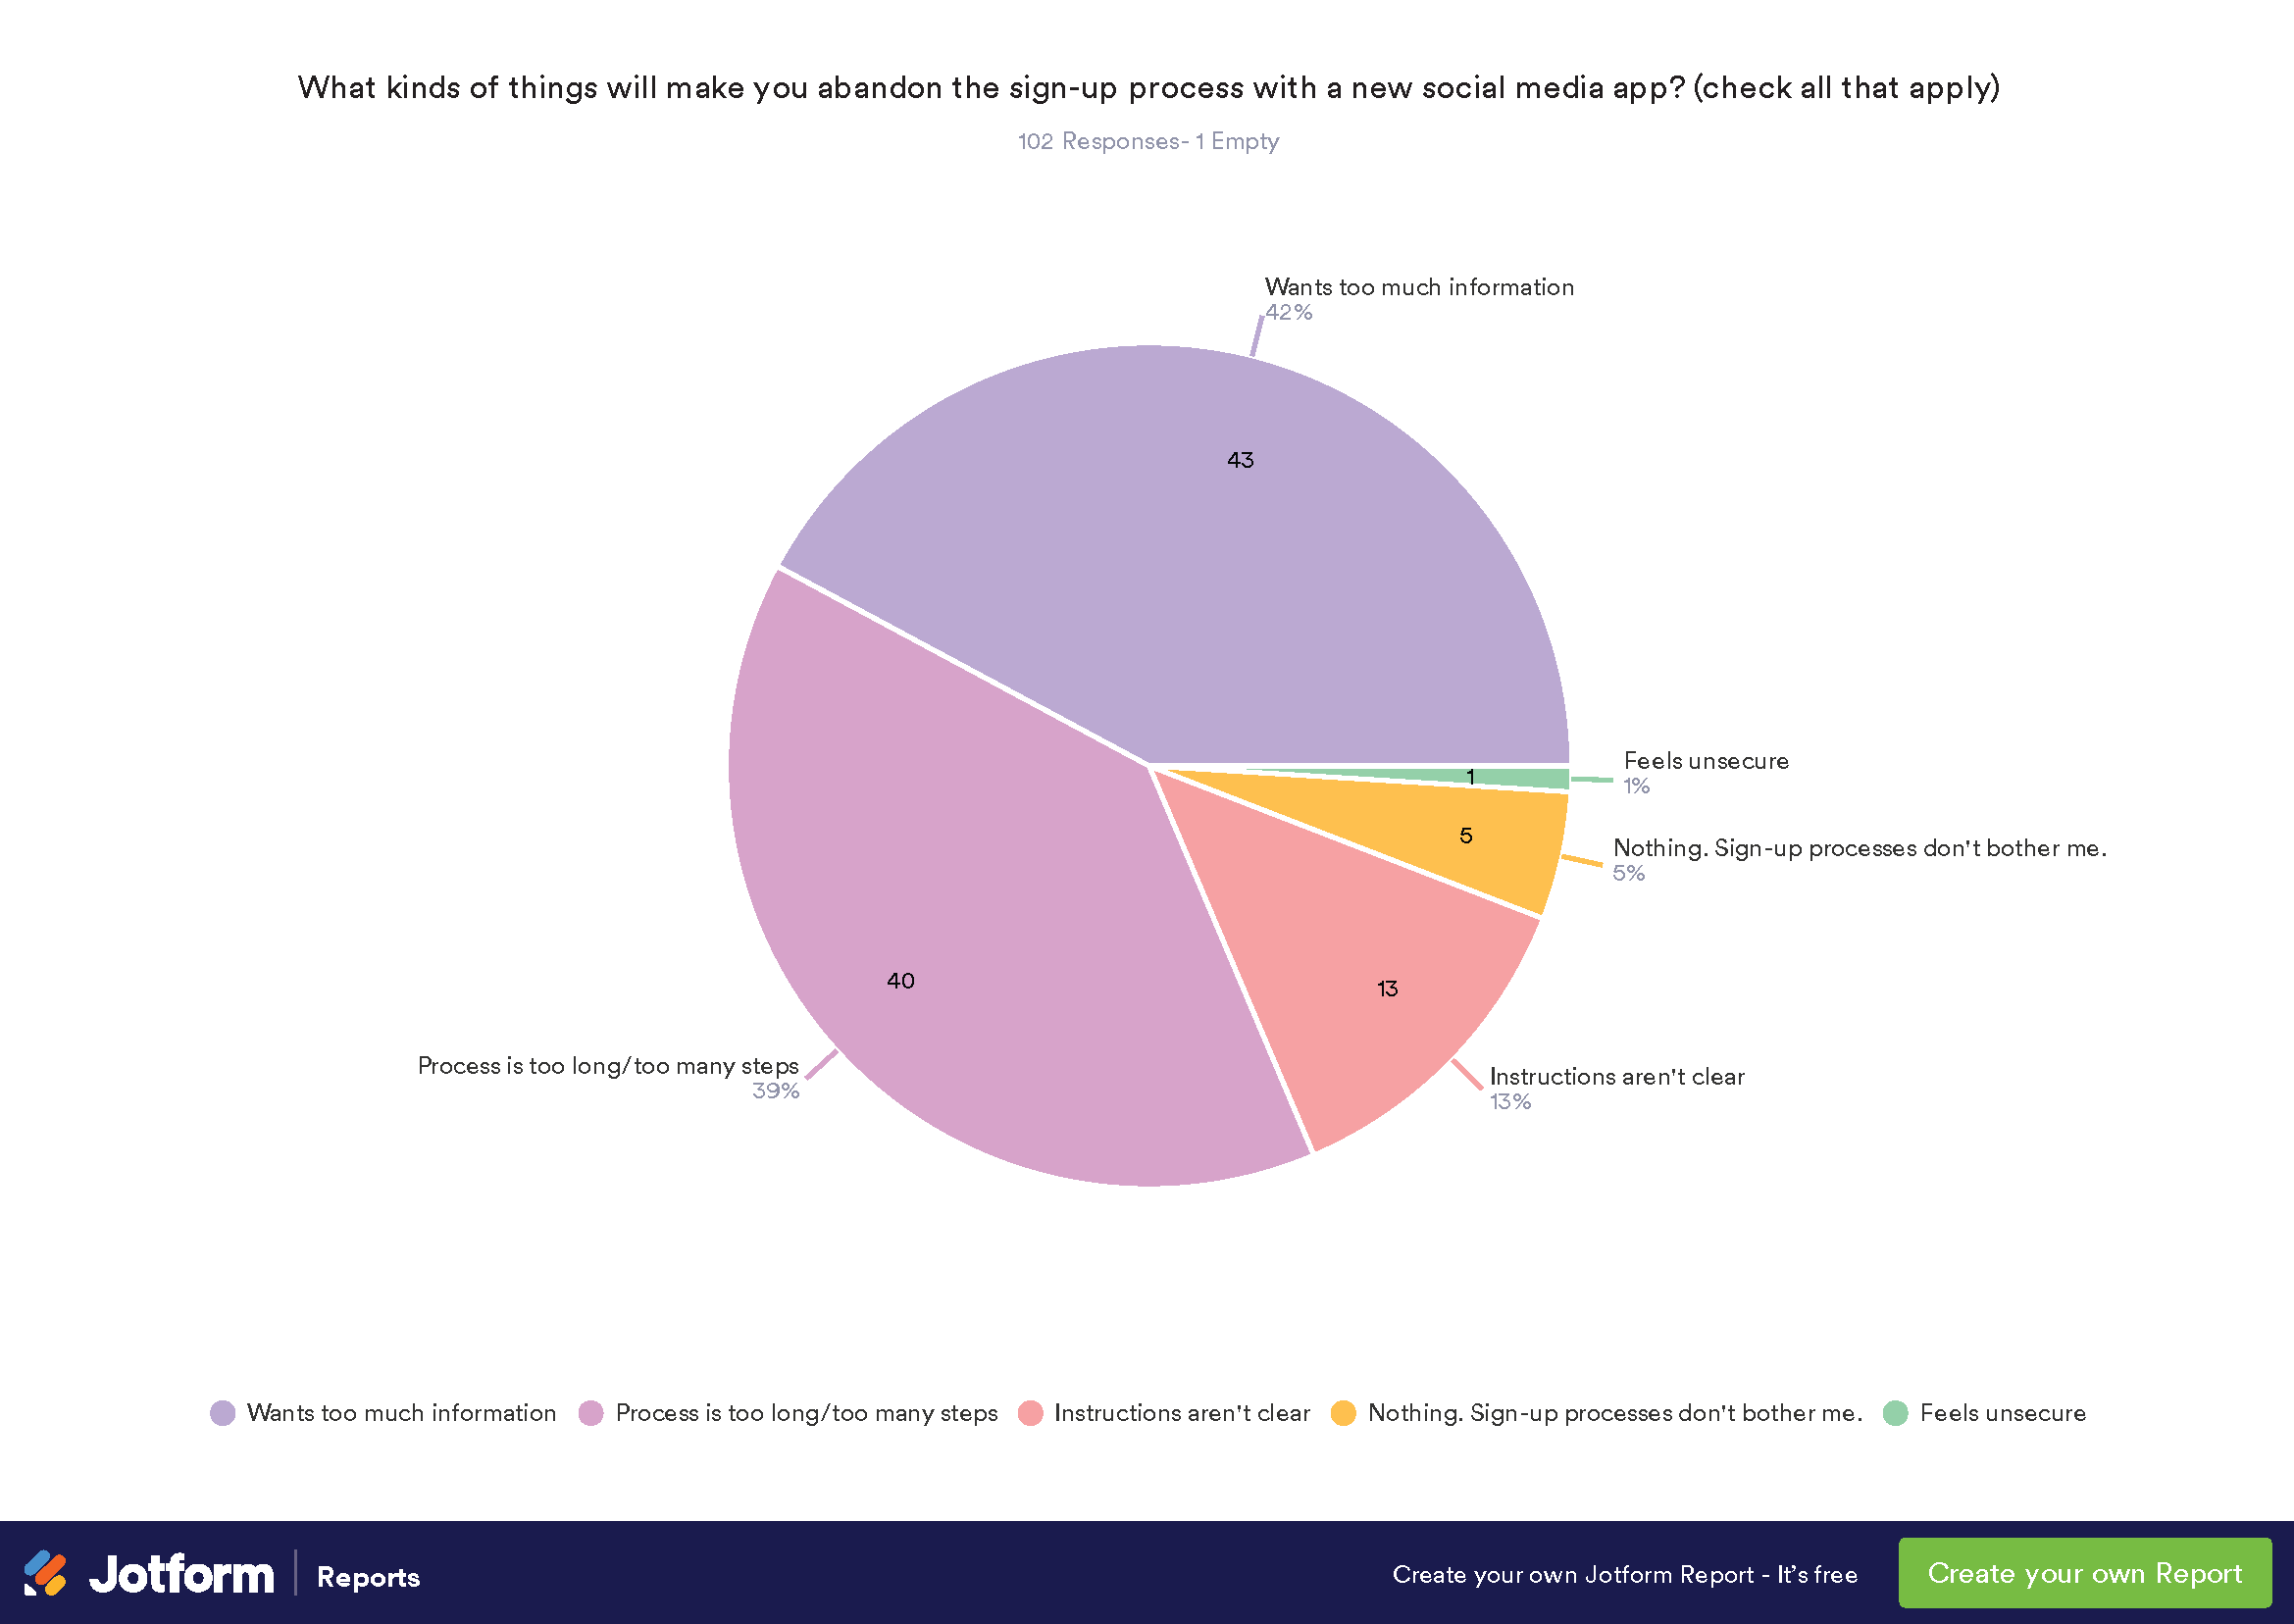 What kinds of things will make you abandon the sign-up process with a new social media app? (check all that apply)
102 Responses- 1 Empty
Wants too much information
42%
43
Feels unsecure
1%
1
Nothing. Sign-up processes don't bother me.
5%
5
40
13
Process is too long/too many steps
39%
Instructions aren't clear
13%
Wants too much information Process is too long/too many steps Instructions aren't clear Nothing. Sign-up processes don't bother me. Feels unsecure
Jotform Reports Create your own Jotform Report - It’s free Create your own Report